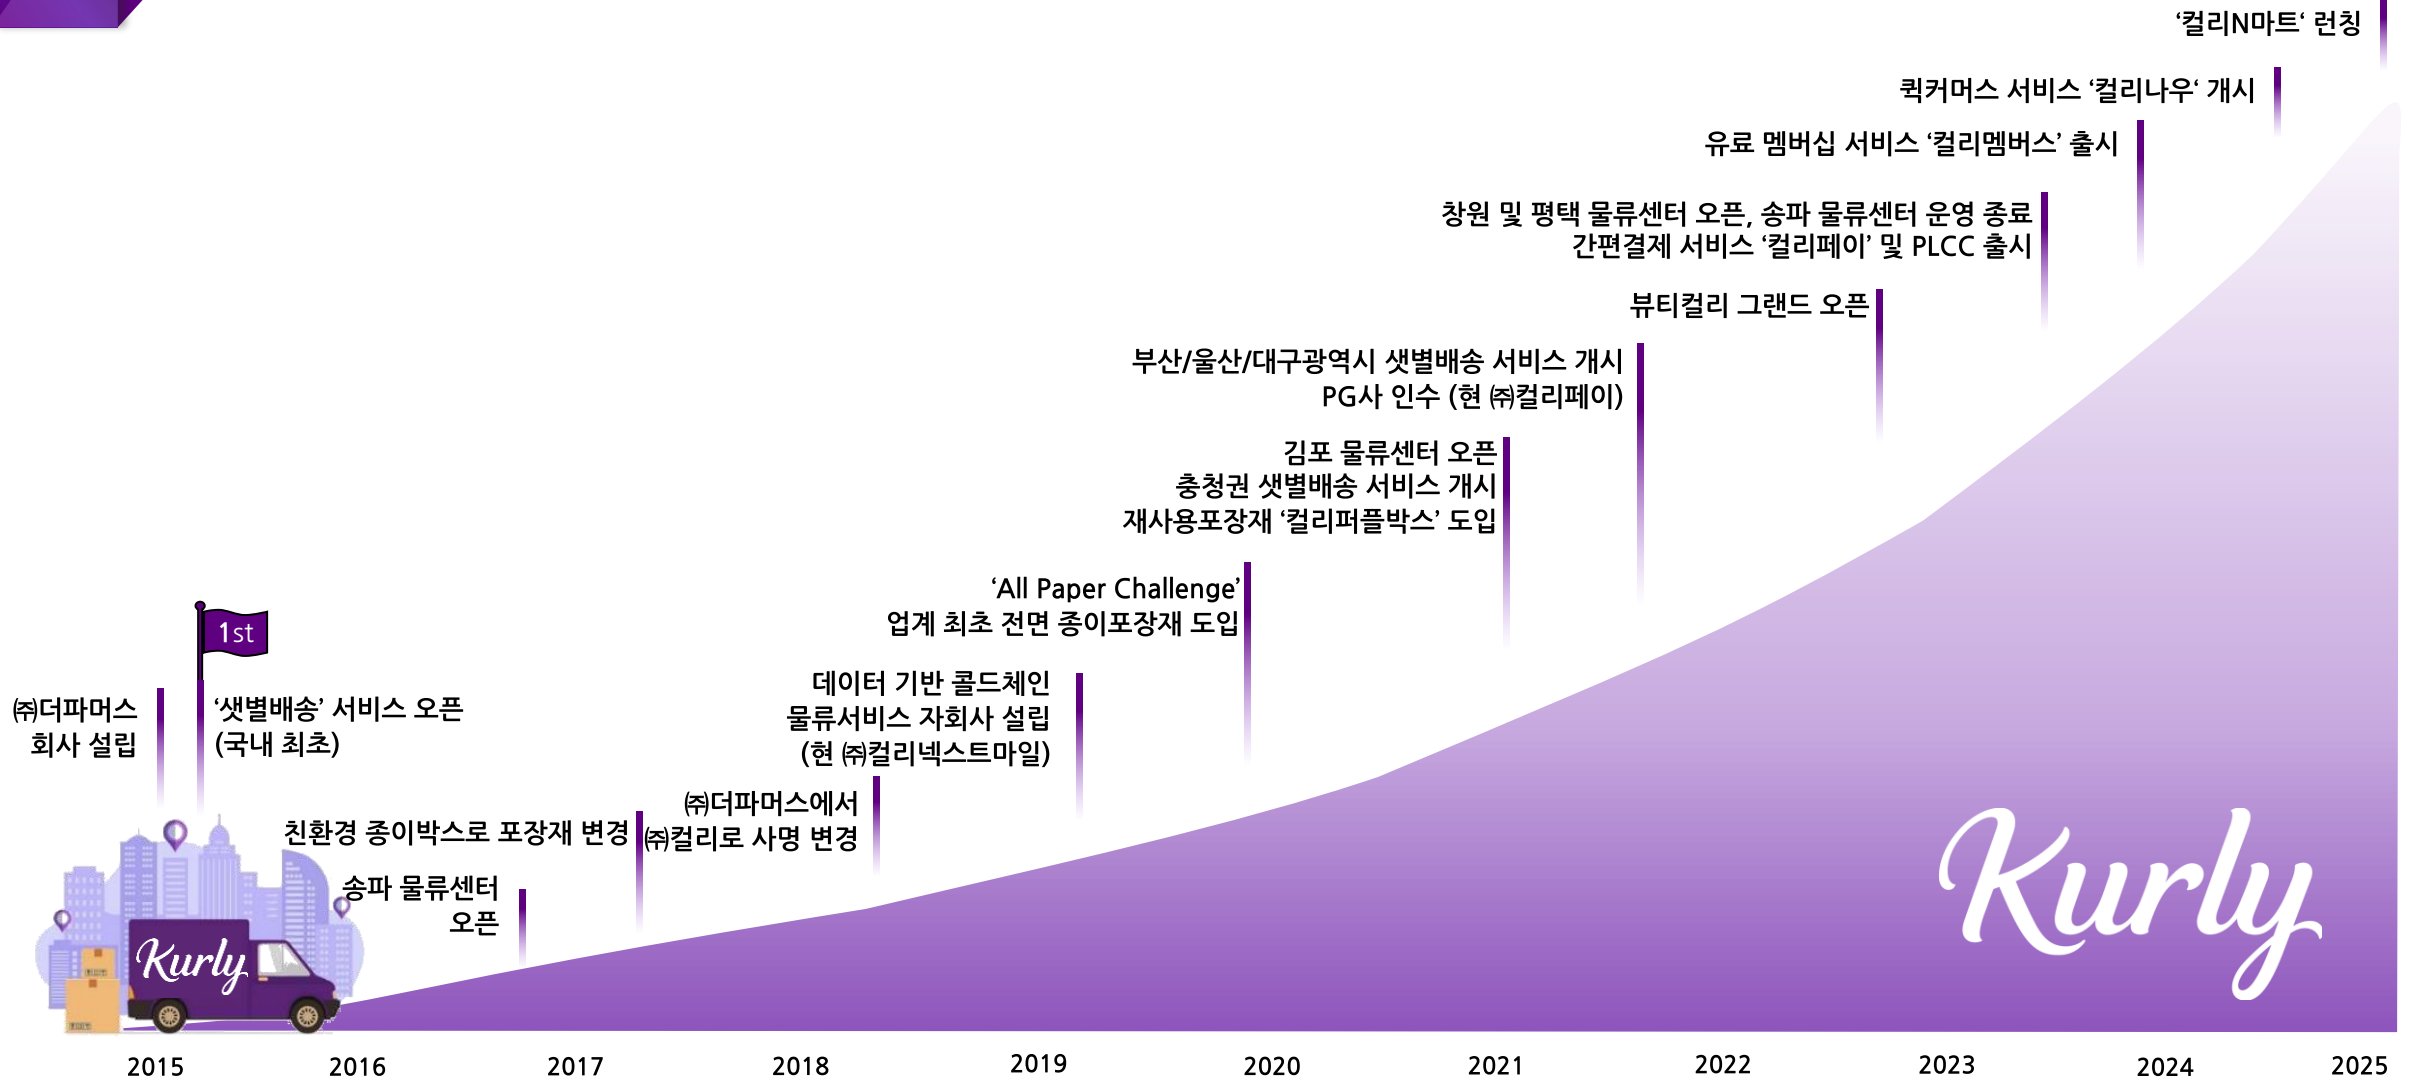 ‘컬리N마트‘ 런칭
퀵커머스 서비스 ‘컬리나우‘ 개시
유료 멤버십 서비스 ‘컬리멤버스’ 출시
창원 및 평택 물류센터 오픈, 송파 물류센터 운영 종료
간편결제 서비스 ‘컬리페이’ 및 PLCC 출시
뷰티컬리 그랜드 오픈
부산/울산/대구광역시 샛별배송 서비스 개시
PG사 인수 (현 ㈜컬리페이)
김포 물류센터 오픈
충청권 샛별배송 서비스 개시
재사용포장재 ‘컬리퍼플박스’ 도입
‘All Paper Challenge’
업계 최초 전면 종이포장재 도입
데이터 기반 콜드체인
물류서비스 자회사 설립
(현 ㈜컬리넥스트마일)
㈜더파머스에서
㈜컬리로 사명 변경
친환경 종이박스로 포장재 변경
송파 물류센터
오픈
1st
‘샛별배송’ 서비스 오픈
(국내 최초)
㈜더파머스
회사 설립
Kurly
Kurly
2015 2016 2017 2018 2019 2020 2021 2022 2023 2024 2025